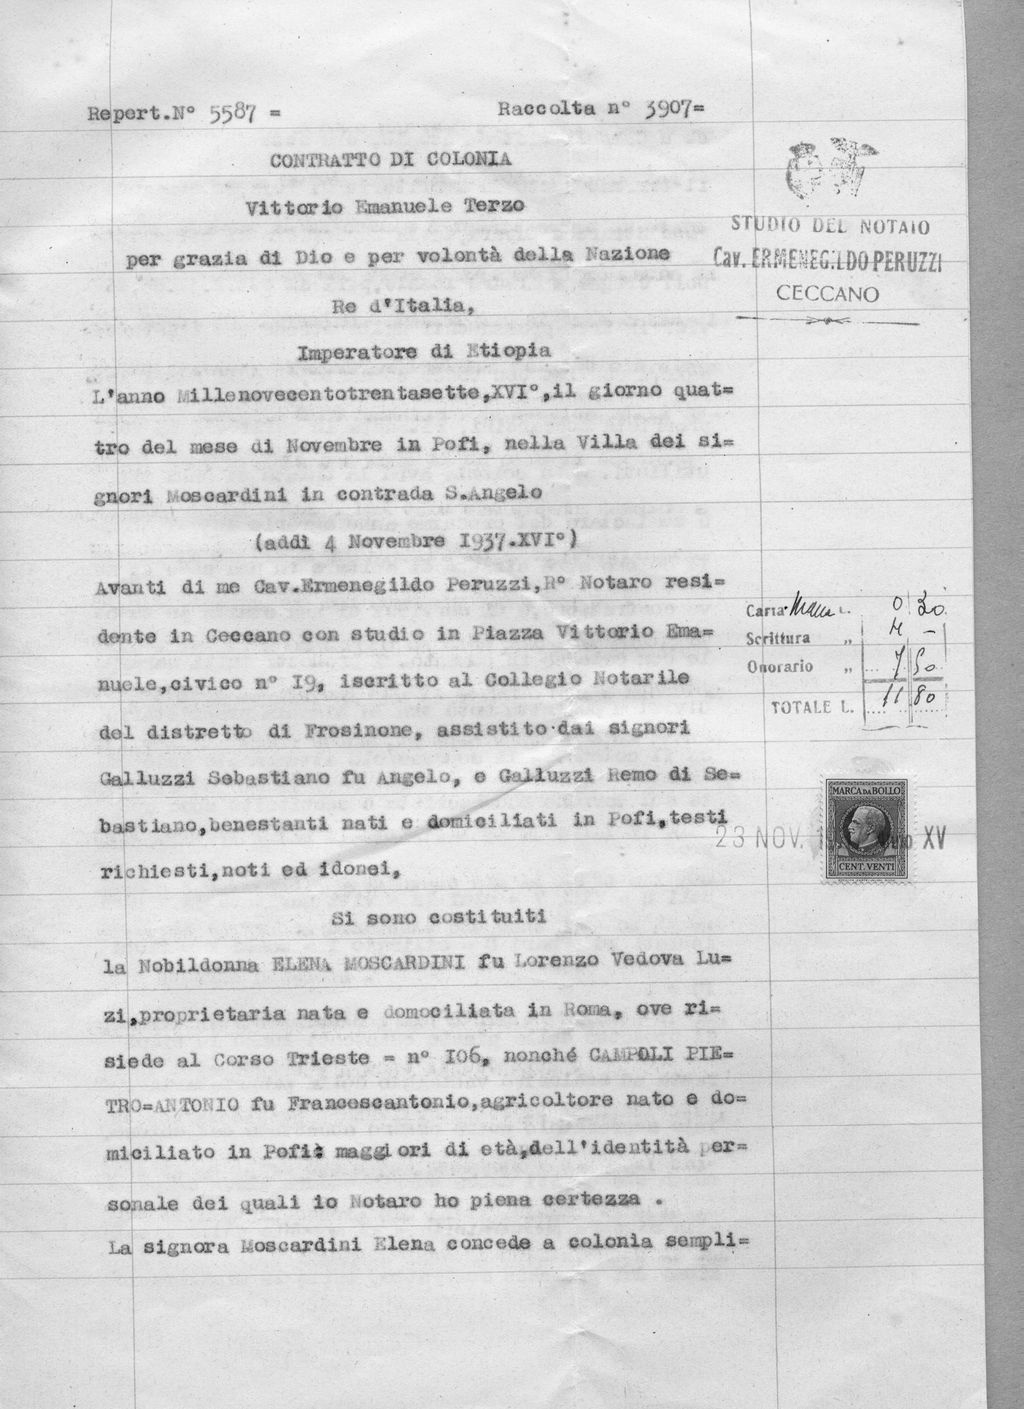 Repert.N° 5587 =
Raccolta n° 3907=
CONTRATTO DI COLONIA
Vittorio Emanuele Terzo
per grazia di Dio e per volontà della Nazione
Re d'Italia,
Imperatore di Etiopia
L'anno Millenovecentotrentasette,XVI°,il giorno quat=
tro del mese di Novembre in Pofi, nella Villa dei si=
gnori Moscardini in contrada S.Angelo
(addì 4 Novembre 1937.XVI°)
Avanti di me Cav.Ermenegildo Peruzzi,R° Notaro resi=
dente in Ceccano con studio in Piazza Vittorio Ema=
nuele,civico n° 19, iscritto al Collegio Notarile
del distretto di Frosinone, assistito dai signori
Galluzzi Sebastiano fu Angelo, e Galluzzi Remo di Se=
bastiano,benestanti nati e domiciliati in Pofi,testi
richiesti,noti ed idonei,
Si sono costituiti
la Nobildonna ELENA MOSCARDINI fu Lorenzo Vedova Lu=
zi,proprietaria nata e domociliata in Roma, ove ri=
siede al Corso Trieste = n° 106, nonché CAMPOLI PIE=
TRO=ANTONIO fu Francescantonio,agricoltore nato e do=
miciliato in Pofi: maggiori di età,dell'identità per=
sonale dei quali io Notaro ho piena certezza .
La signora Moscardini Elena concede a colonia sempli=
STUDIO DEL NOTAIO
Cav. ERMENEGILDO PERUZZI
CECCANO
Carta L. 0 30
Scrittura „ 4 -
Onorario „ 7 50
TOTALE L. 11 80
MARCA DA BOLLO
CENT. VENTI
23 NOV. XV